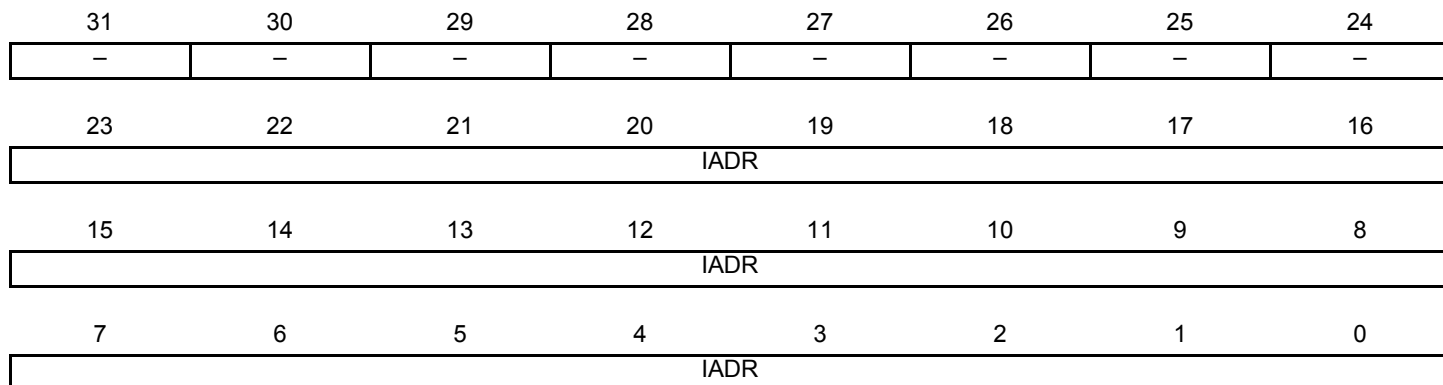 31 30 29 28 27 26 25 24
– – – – – – – –
23 22 21 20 19 18 17 16
IADR
15 14 13 12 11 10 9 8
IADR
7 6 5 4 3 2 1 0
IADR